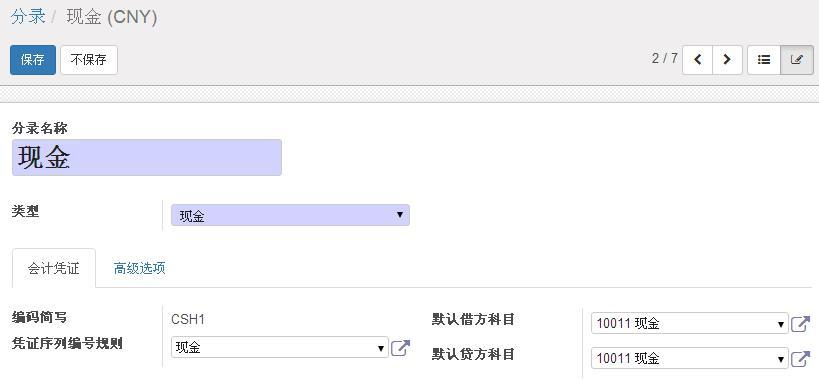 分录 / 现金 (CNY)
保存 不保存 2 / 7
分录名称
现金
类型 现金
会计凭证 高级选项
编码简写 CSH1 默认借方科目 10011 现金
凭证序列编号规则 现金 默认贷方科目 10011 现金